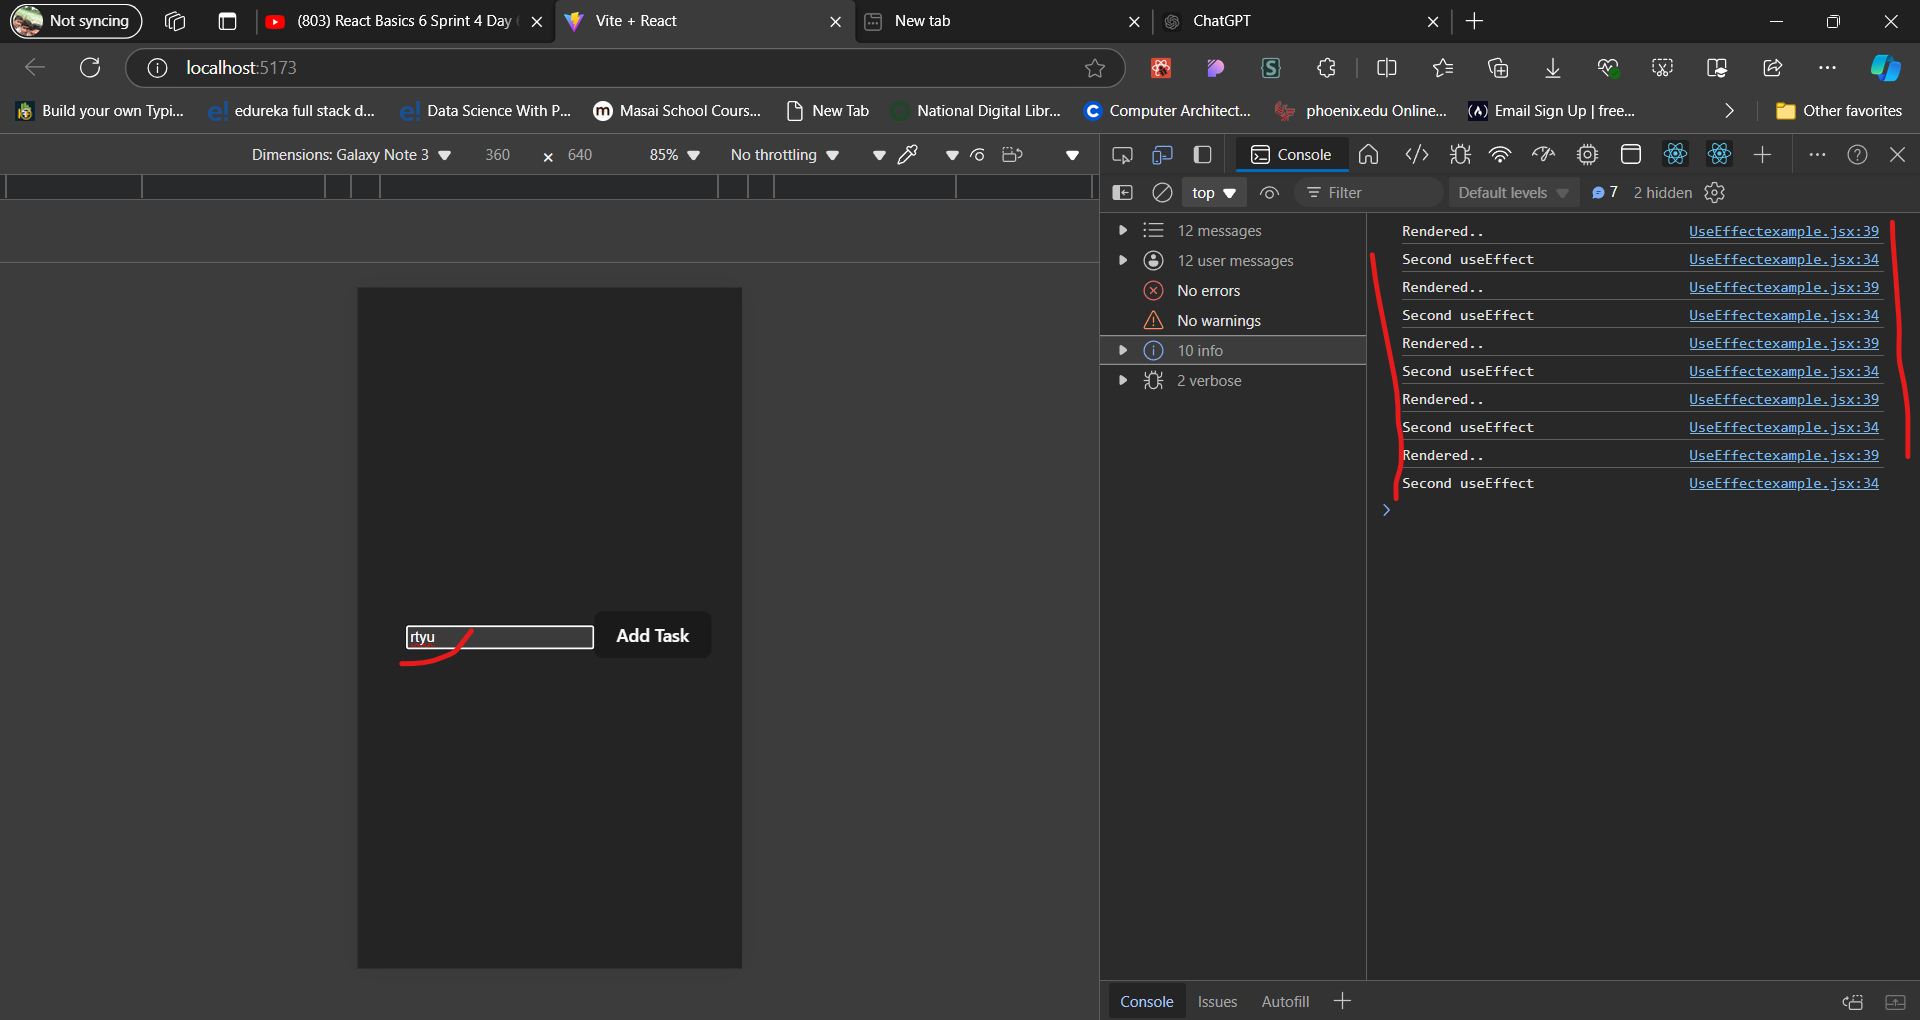 Not syncing
(803) React Basics 6 Sprint 4 Day
Vite + React
New tab
ChatGPT
localhost:5173
Build your own Typi...
edureka full stack d...
Data Science With P...
Masai School Cours...
New Tab
National Digital Libr...
Computer Architect...
phoenix.edu Online...
Email Sign Up | free...
Other favorites
Dimensions: Galaxy Note 3
360
×
640
85%
No throttling
Console
top
Filter
Default levels
7
2 hidden
12 messages
12 user messages
No errors
No warnings
10 info
2 verbose
Rendered.. UseEffectexample.jsx:39
Second useEffect UseEffectexample.jsx:34
Rendered.. UseEffectexample.jsx:39
Second useEffect UseEffectexample.jsx:34
Rendered.. UseEffectexample.jsx:39
Second useEffect UseEffectexample.jsx:34
Rendered.. UseEffectexample.jsx:39
Second useEffect UseEffectexample.jsx:34
Rendered.. UseEffectexample.jsx:39
Second useEffect UseEffectexample.jsx:34
rtyu
Add Task
Console
Issues
Autofill